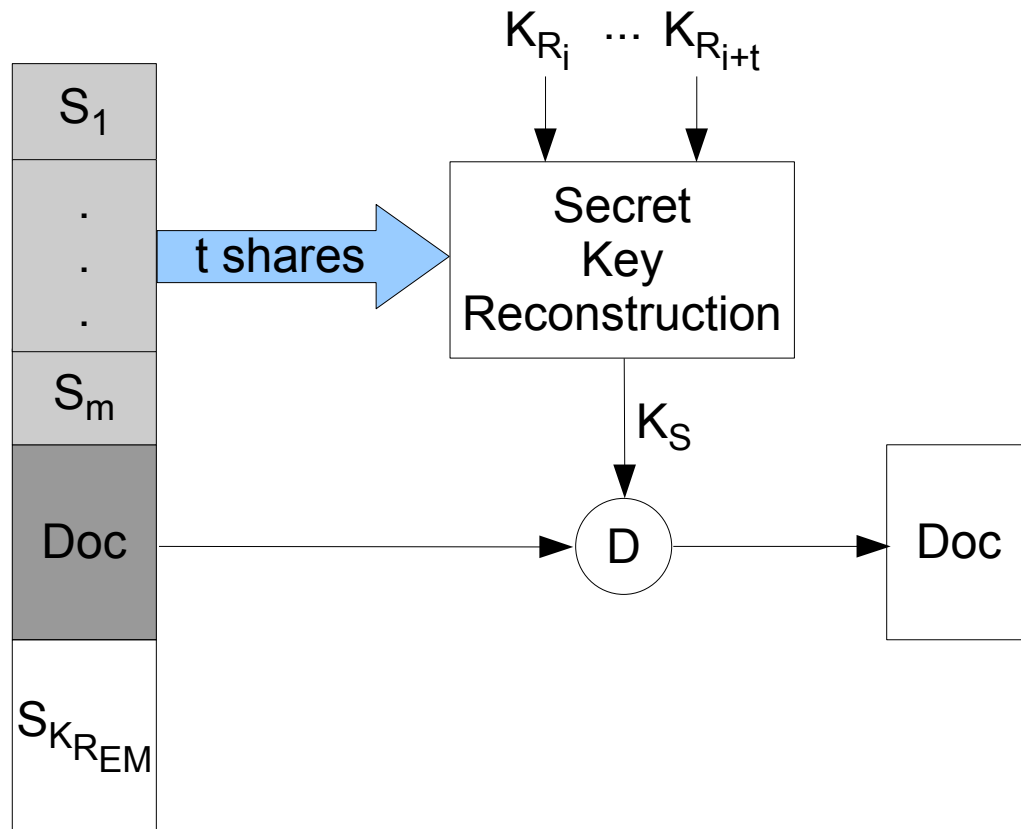 K_{R_i} ... K_{R_{i+t}}
S_1
.
.
.
S_m
t shares
Secret
Key
Reconstruction
K_S
Doc
D
Doc
S_{K_{R_{EM}}}